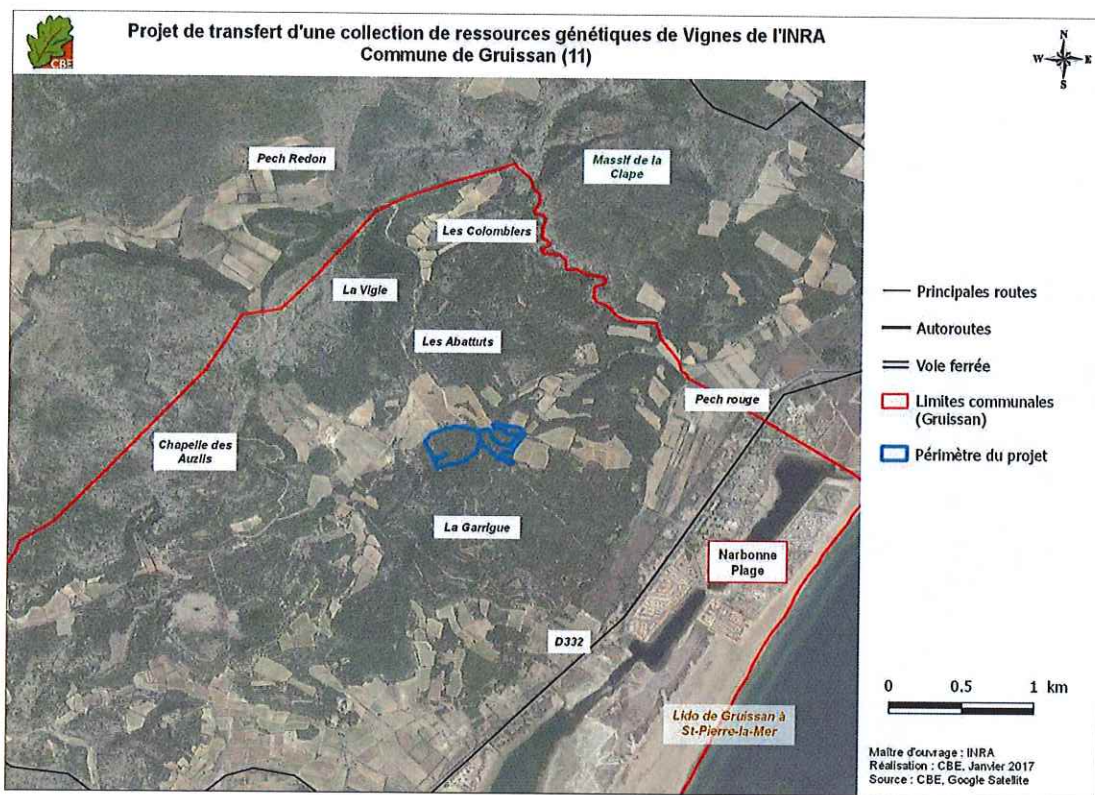 CBE
Projet de transfert d'une collection de ressources génétiques de Vignes de l'INRA
Commune de Gruissan (11)
N
W E
S
Pech Redon
Massif de la
Clape
Les Colombiers
La Vigie
Les Abattuts
Pech rouge
Chapelle des
Auzils
La Garrigue
Narbonne
Plage
D332
Lido de Gruissan à
St-Pierre-la-Mer
Principales routes
Autoroutes
Voie ferrée
Limites communales
(Gruissan)
Périmètre du projet
0 0.5 1 km
Maître d'ouvrage : INRA
Réalisation : CBE, Janvier 2017
Source : CBE, Google Satellite